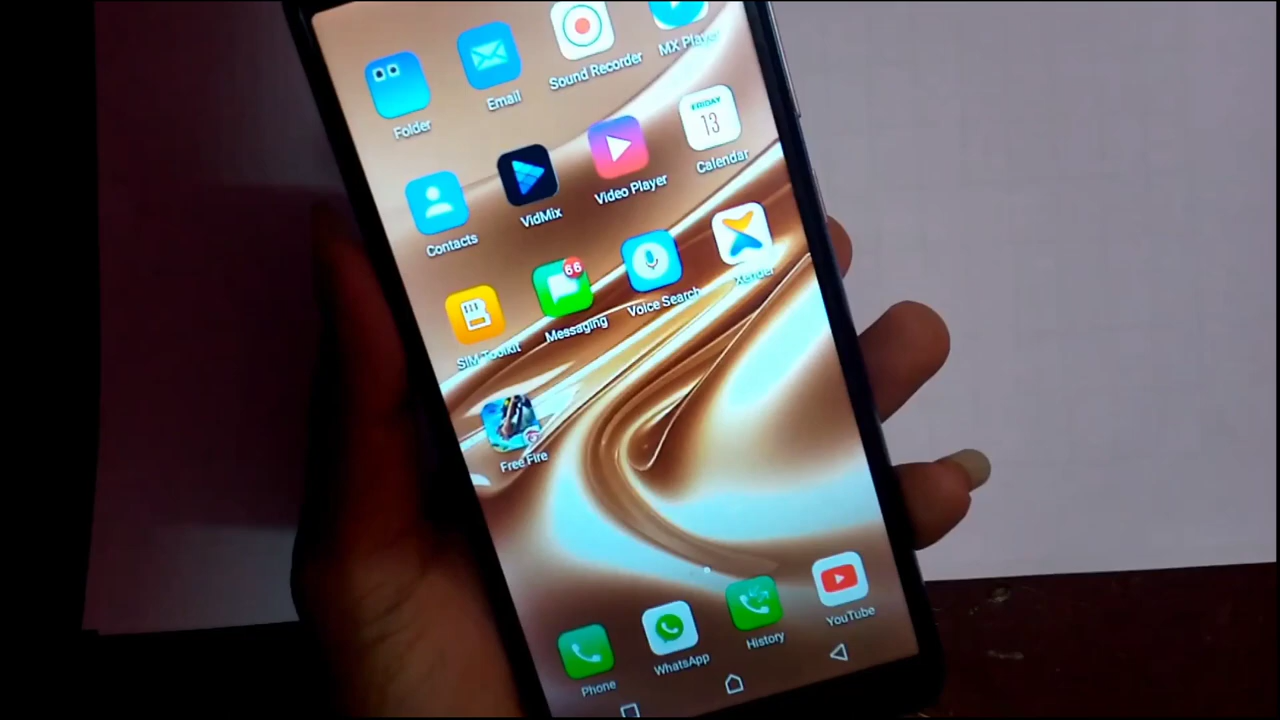 Folder
Email
Sound Recorder
MX Player
Contacts
VidMix
Video Player
FRIDAY
13
Calendar
SIM Toolkit
66
Messaging
Voice Search
Xender
Free Fire
Phone
WhatsApp
History
YouTube